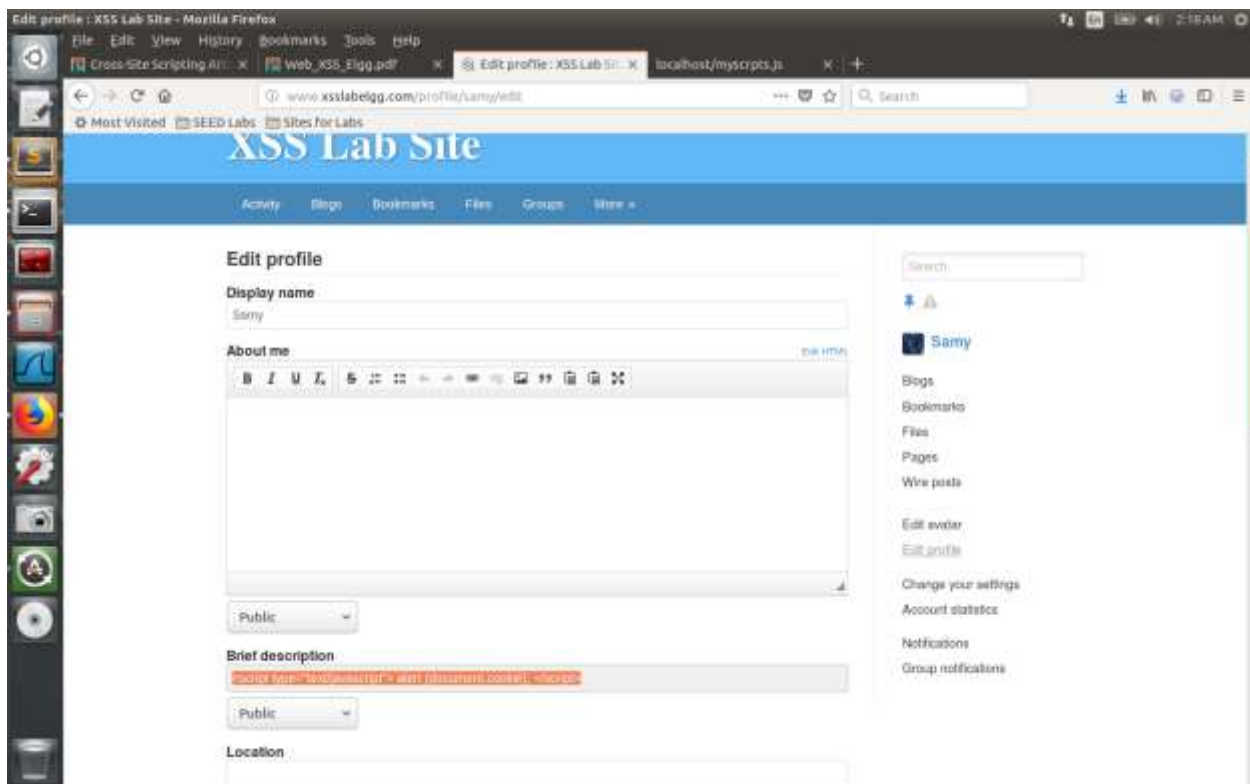 Edit profile : XSS Lab Site - Mozilla Firefox
2:18AM
File Edit View History Bookmarks Tools Help
Cross-Site Scripting Att
Web_XSS_Elgg.pdf
Edit profile : XSS Lab Sit
localhost/myscrpts.js
www.xsslabelgg.com/profile/samy/edit
Search
Most Visited SEED Labs Sites for Labs
XSS Lab Site
Activity Blogs Bookmarks Files Groups More »
Edit profile
Display name
Samy
About me
Edit HTML
Public
Brief description
<script type="text/javascript"> alert (document.cookie); </script>
Public
Location
Search
Samy
Blogs
Bookmarks
Files
Pages
Wire posts
Edit avatar
Edit profile
Change your settings
Account statistics
Notifications
Group notifications